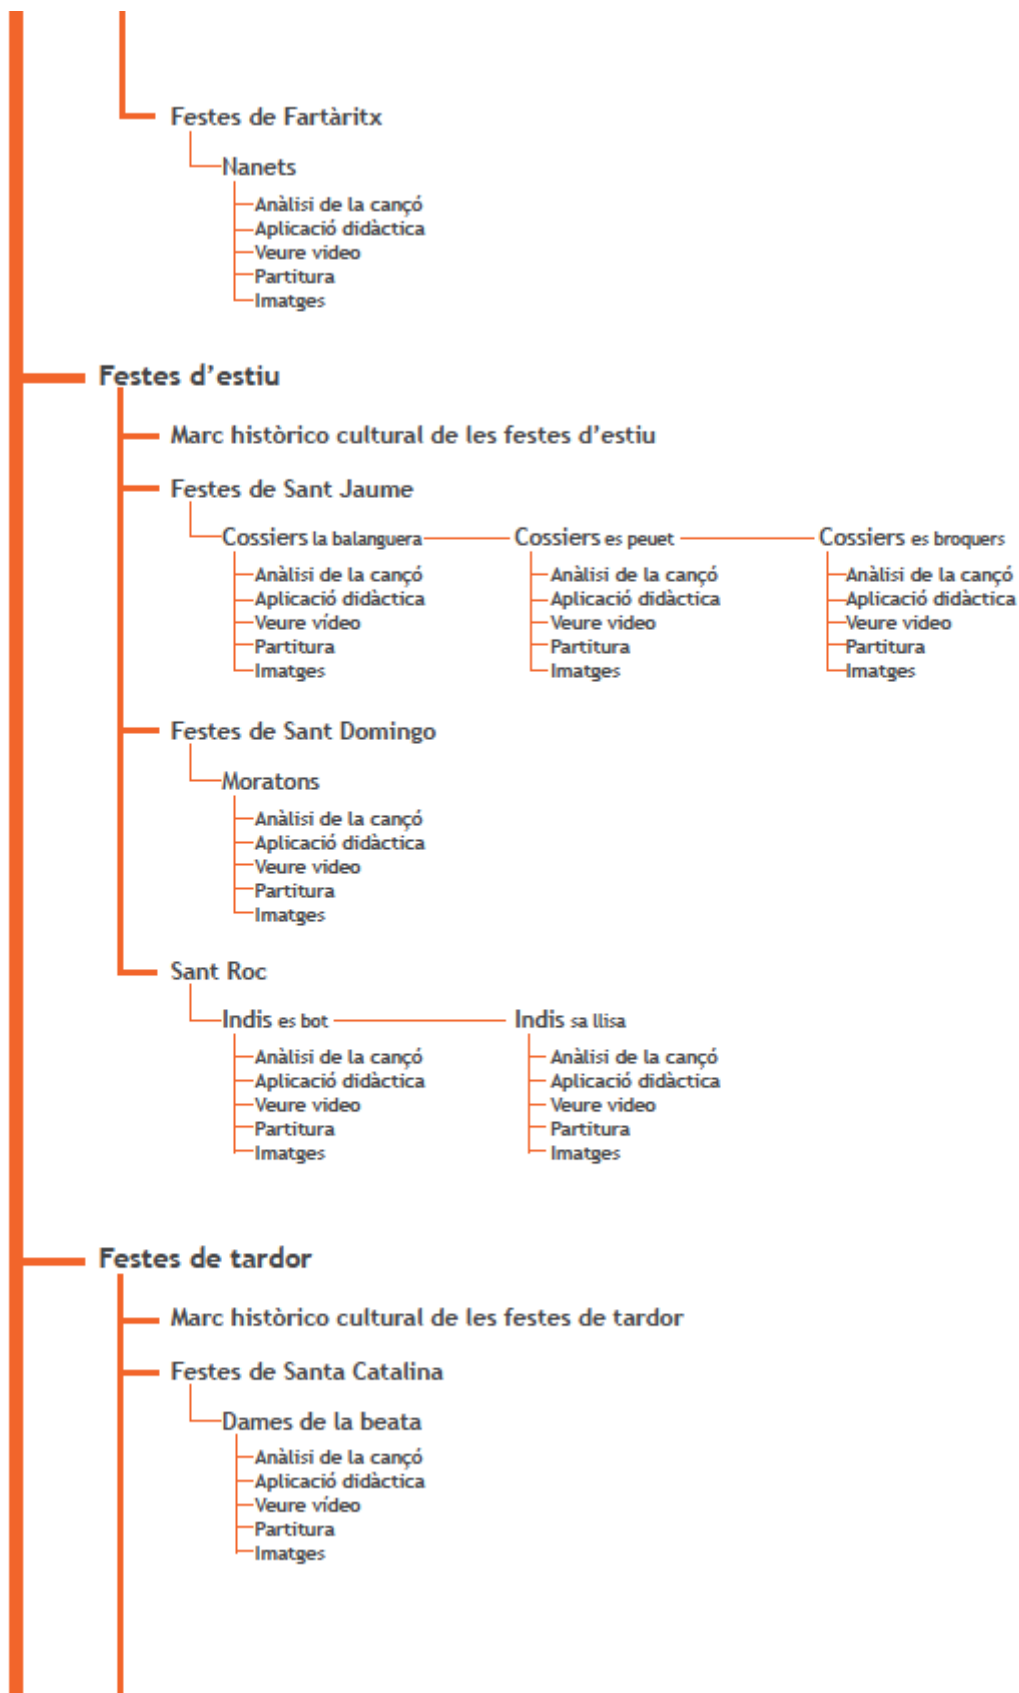 Festes de Fartàritx
Nanets
Anàlisi de la cançó
Aplicació didàctica
Veure video
Partitura
Imatges
Festes d'estiu
Marc històrico cultural de les festes d'estiu
Festes de Sant Jaume
Cossiers la balanguera Cossiers es peuet Cossiers es broquers
Anàlisi de la cançó Anàlisi de la cançó Anàlisi de la cançó
Aplicació didàctica Aplicació didàctica Aplicació didàctica
Veure vídeo Veure video Veure video
Partitura Partitura Partitura
Imatges Imatges Imatges
Festes de Sant Domingo
Moratons
Anàlisi de la cançó
Aplicació didàctica
Veure video
Partitura
Imatges
Sant Roc
Indis es bot Indis sa llisa
Anàlisi de la cançó Anàlisi de la cançó
Aplicació didàctica Aplicació didàctica
Veure video Veure video
Partitura Partitura
Imatges Imatges
Festes de tardor
Marc històrico cultural de les festes de tardor
Festes de Santa Catalina
Dames de la beata
Anàlisi de la cançó
Aplicació didàctica
Veure vídeo
Partitura
Imatges